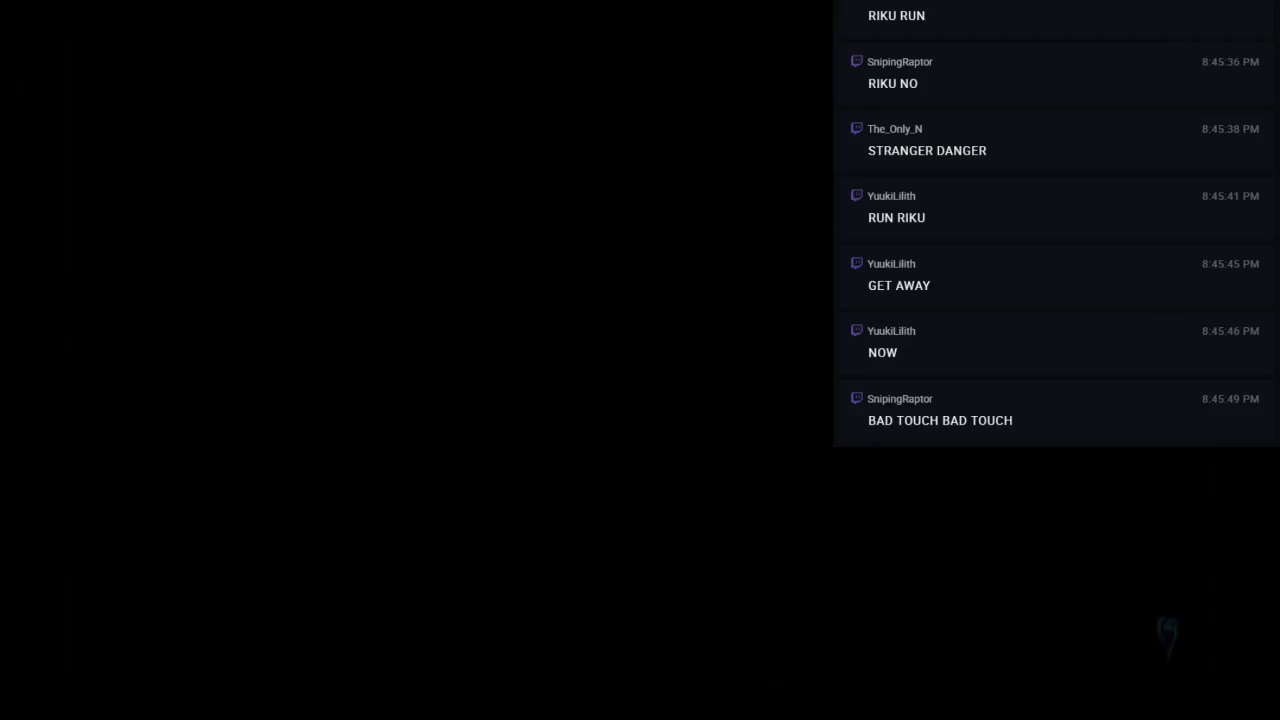 RIKU RUN
SnipingRaptor 8:45:36 PM
RIKU NO
The_Only_N 8:45:38 PM
STRANGER DANGER
YuukiLilith 8:45:41 PM
RUN RIKU
YuukiLilith 8:45:45 PM
GET AWAY
YuukiLilith 8:45:46 PM
NOW
SnipingRaptor 8:45:49 PM
BAD TOUCH BAD TOUCH